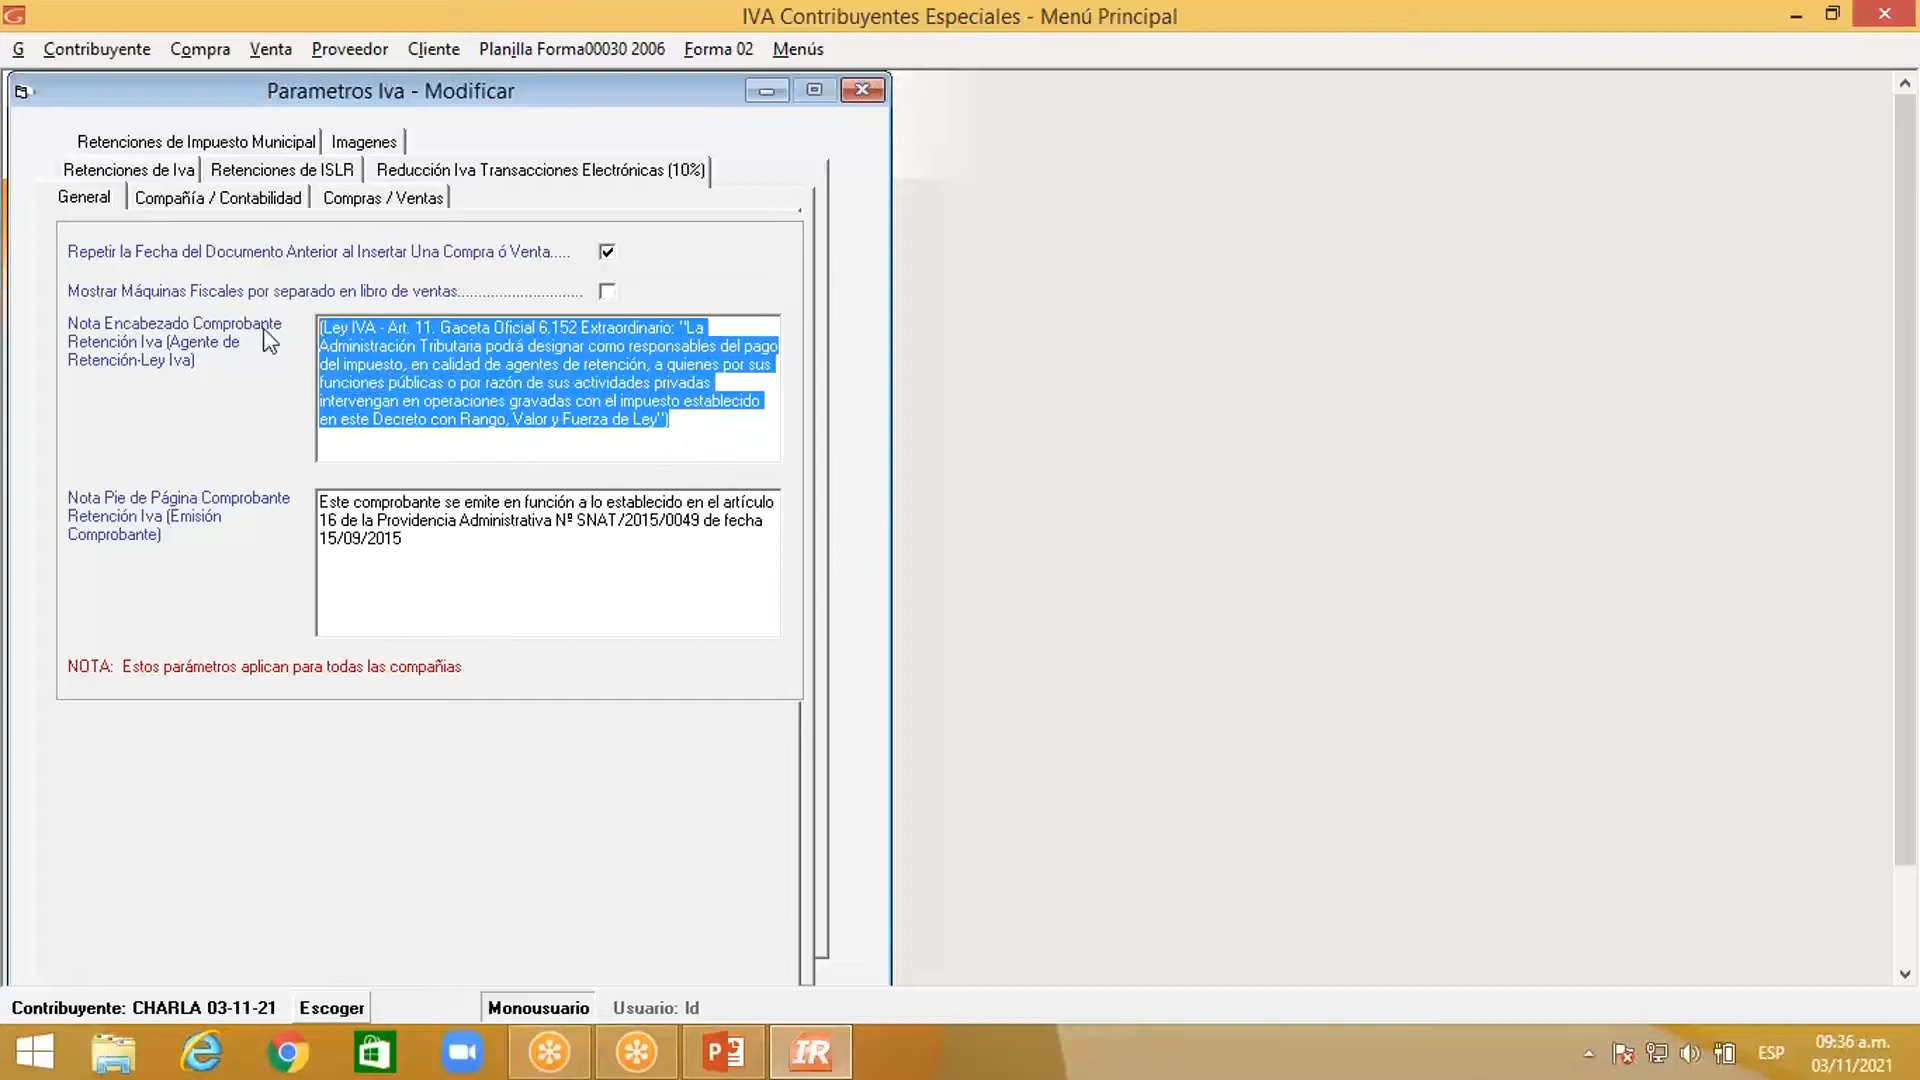 IVA Contribuyentes Especiales - Menú Principal
G Contribuyente Compra Venta Proveedor Cliente Planilla Forma00030 2006 Forma 02 Menús
Parametros Iva - Modificar
Retenciones de Impuesto Municipal Imagenes
Retenciones de Iva Retenciones de ISLR Reducción Iva Transacciones Electrónicas (10%)
General Compañía / Contabilidad Compras / Ventas
Repetir la Fecha del Documento Anterior al Insertar Una Compra ó Venta.....
Mostrar Máquinas Fiscales por separado en libro de ventas.............................
Nota Encabezado Comprobante
Retención Iva (Agente de
Retención-Ley Iva)
(Ley IVA - Art. 11. Gaceta Oficial 6.152 Extraordinario: "La
Administración Tributaria podrá designar como responsables del pago
del impuesto, en calidad de agentes de retención, a quienes por sus
funciones públicas o por razón de sus actividades privadas
intervengan en operaciones gravadas con el impuesto establecido
en este Decreto con Rango, Valor y Fuerza de Ley")
Nota Pie de Página Comprobante
Retención Iva (Emisión
Comprobante)
Este comprobante se emite en función a lo establecido en el artículo
16 de la Providencia Administrativa Nº SNAT/2015/0049 de fecha
15/09/2015
NOTA: Estos parámetros aplican para todas las compañias
Contribuyente: CHARLA 03-11-21 Escoger Monousuario Usuario: Id
IR
ESP
09:36 a.m.
03/11/2021